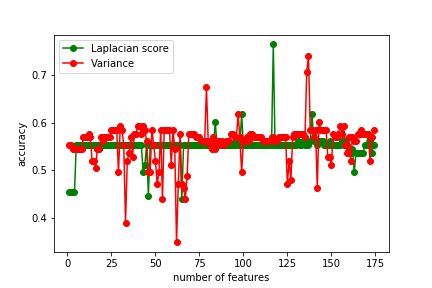 Laplacian score
Variance
0.7
0.6
0.5
0.4
accuracy
0 25 50 75 100 125 150 175
number of features